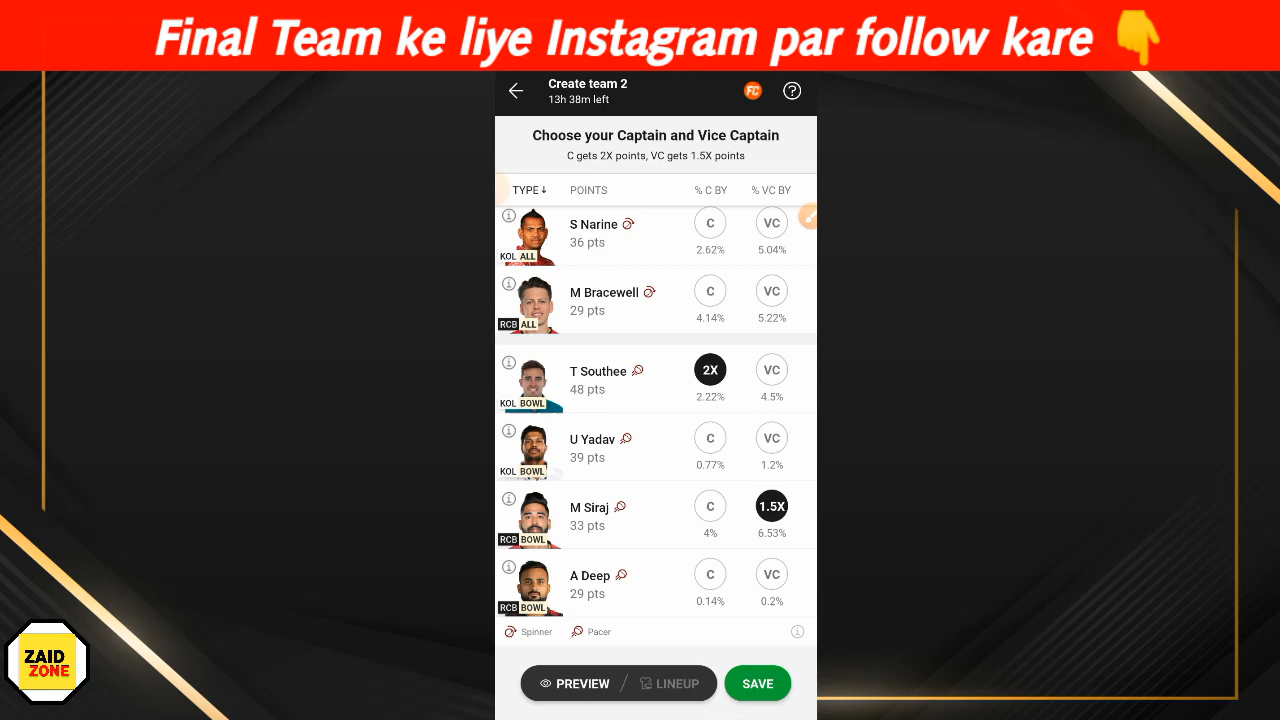 Final Team ke liye Instagram par follow kare 👇
Create team 2
13h 38m left
FC
?
Choose your Captain and Vice Captain
C gets 2X points, VC gets 1.5X points
TYPE ↓ POINTS % C BY % VC BY
S Narine
36 pts
KOL ALL
C VC
2.62% 5.04%
M Bracewell
29 pts
RCB ALL
C VC
4.14% 5.22%
T Southee
48 pts
KOL BOWL
2X VC
2.22% 4.5%
U Yadav
39 pts
KOL BOWL
C VC
0.77% 1.2%
M Siraj
33 pts
RCB BOWL
C 1.5X
4% 6.53%
A Deep
29 pts
RCB BOWL
C VC
0.14% 0.2%
Spinner Pacer
PREVIEW / LINEUP SAVE
ZAID
ZONE